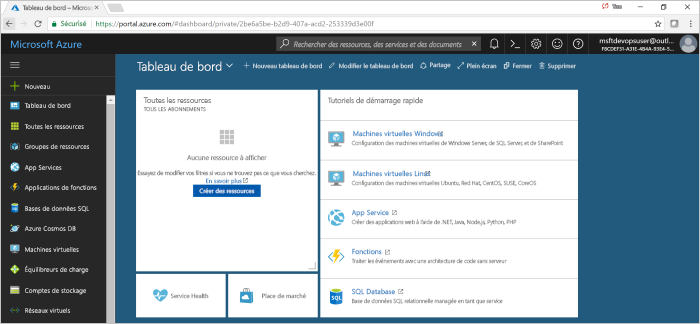 Tableau de bord – Microsoft
Sécurisé
https://portal.azure.com/#dashboard/private/2be6a5be-b2d9-407a-acd2-253339d3e00f
Microsoft Azure
Rechercher des ressources, des services et des documents
msftdevopsuser@outl...
Nouveau
Tableau de bord
Toutes les ressources
Groupes de ressources
App Services
Applications de fonctions
Bases de données SQL
Azure Cosmos DB
Machines virtuelles
Équilibreurs de charge
Comptes de stockage
Réseaux virtuels
Tableau de bord
+ Nouveau tableau de bord
Modifier le tableau de bord
Partage
Plein écran
Fermer
Supprimer
Toutes les ressources
TOUS LES ABONNEMENTS
Aucune ressource à afficher
Essayez de modifier vos filtres si vous ne trouvez pas ce que vous cherchez.
En savoir plus
Créer des ressources
Service Health
Place de marché
Tutoriels de démarrage rapide
Machines virtuelles Windows
Configuration des machines virtuelles de Windows Server, de SQL Server, et de SharePoint
Machines virtuelles Linux
Configuration des machines virtuelles Ubuntu, Red Hat, CentOS, SUSE, CoreOS
App Service
Créer des applications web à l'aide de .NET, Java, Node.js, Python, PHP
Fonctions
Traiter les événements avec une architecture de code sans serveur
SQL Database
Base de données SQL relationnelle managée en tant que service